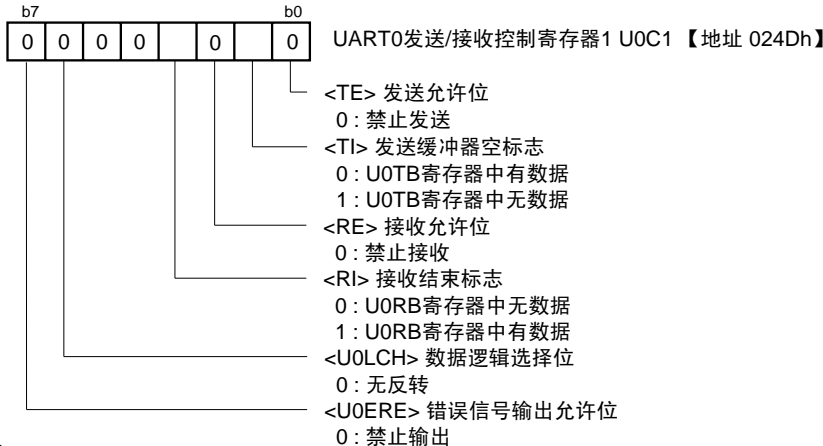 b7 b0
0 0 0 0 0 0 UART0发送/接收控制寄存器1 U0C1 【地址 024Dh】
<TE> 发送允许位
0 : 禁止发送
<TI> 发送缓冲器空标志
0 : U0TB寄存器中有数据
1 : U0TB寄存器中无数据
<RE> 接收允许位
0 : 禁止接收
<RI> 接收结束标志
0 : U0RB寄存器中无数据
1 : U0RB寄存器中有数据
<U0LCH> 数据逻辑选择位
0 : 无反转
<U0ERE> 错误信号输出允许位
0 : 禁止输出